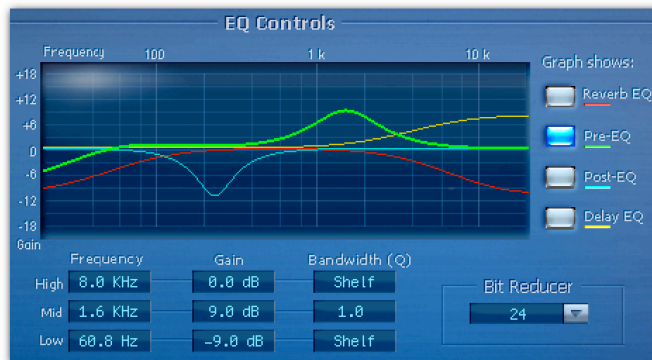 EQ Controls
Frequency 100 1 k 10 k
Graph shows:
+18
+12
+6
0
-6
-12
-18
Gain
Reverb EQ
Pre-EQ
Post-EQ
Delay EQ
Frequency Gain Bandwidth (Q)
High 8.0 KHz 0.0 dB Shelf
Mid 1.6 KHz 9.0 dB 1.0
Low 60.8 Hz -9.0 dB Shelf
Bit Reducer
24